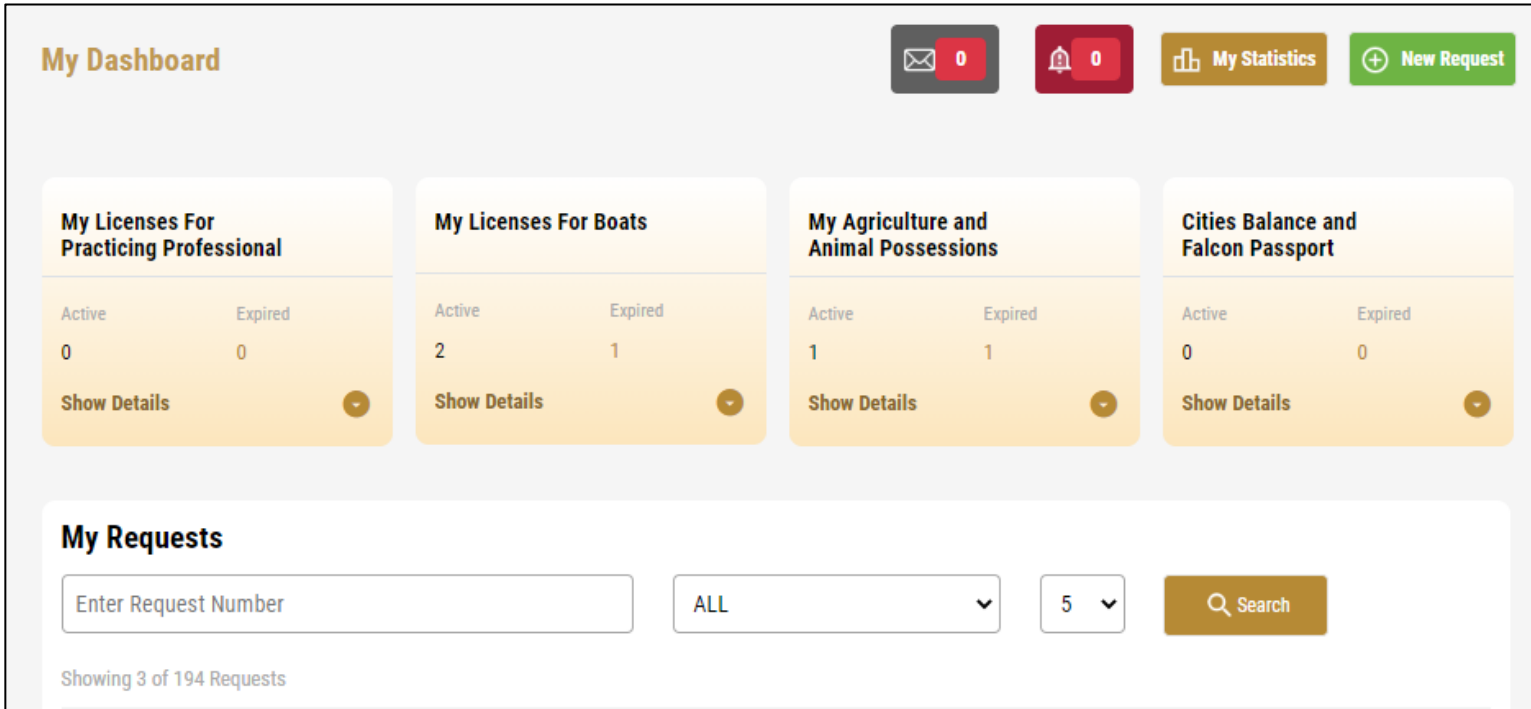 My Dashboard
0
0
My Statistics
New Request
My Licenses For
Practicing Professional
Active Expired
0 0
Show Details
My Licenses For Boats
Active Expired
2 1
Show Details
My Agriculture and
Animal Possessions
Active Expired
1 1
Show Details
Cities Balance and
Falcon Passport
Active Expired
0 0
Show Details
My Requests
Enter Request Number
ALL
5
Search
Showing 3 of 194 Requests